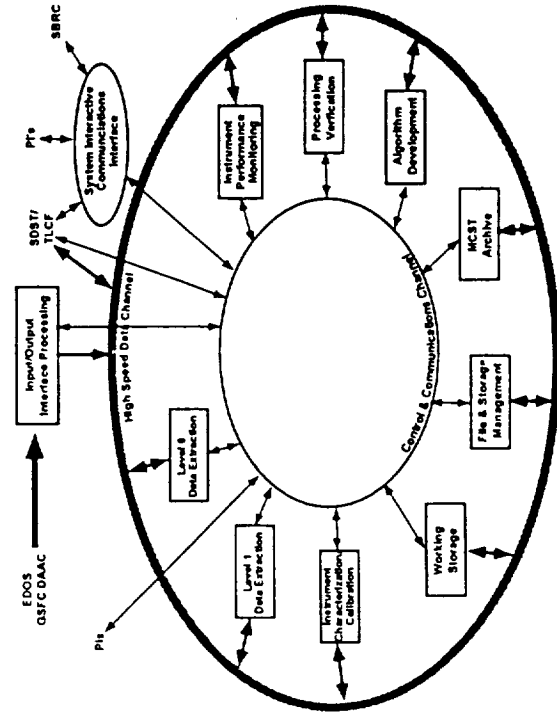 EDOS
GSFC DAAC
Input/Output
Interface Processing
SDST/
TLCF
PI's
SBRC
System Interactive
Communciations
Interface
High Speed Data Channel
PIs
Level 0
Data Extraction
Level 1
Data Extraction
Instrument
Characterization
Calibration
Working
Storage
File & Storage
Management
MCST
Archive
Algorithm
Development
Processing
Verfication
Instrument
Performance
Monitoring
Control & Communications Channel